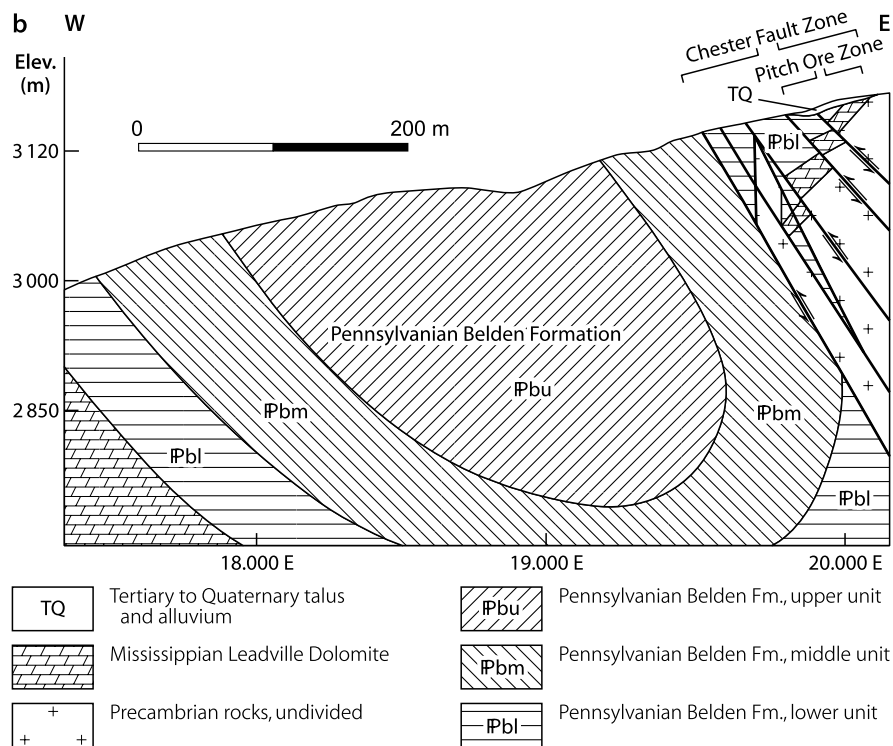 b W E
Chester Fault Zone
Elev.
(m)
Pitch Ore Zone
TQ
0 200 m
3 120
ℙbl
3 000
Pennsylvanian Belden Formation
ℙbu
2 850
ℙbm
ℙbm
ℙbl
ℙbl
18.000 E 19.000 E 20.000 E
TQ Tertiary to Quaternary talus
and alluvium
ℙbu Pennsylvanian Belden Fm., upper unit
Mississippian Leadville Dolomite
ℙbm Pennsylvanian Belden Fm., middle unit
Precambrian rocks, undivided
ℙbl Pennsylvanian Belden Fm., lower unit